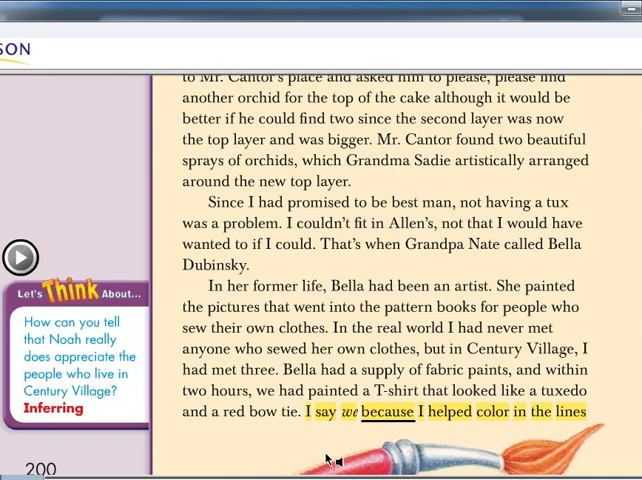 SON
to Mr. Cantor's place and asked him to please, please find
another orchid for the top of the cake although it would be
better if he could find two since the second layer was now
the top layer and was bigger. Mr. Cantor found two beautiful
sprays of orchids, which Grandma Sadie artistically arranged
around the new top layer.
Since I had promised to be best man, not having a tux
was a problem. I couldn't fit in Allen's, not that I would have
wanted to if I could. That's when Grandpa Nate called Bella
Dubinsky.
In her former life, Bella had been an artist. She painted
the pictures that went into the pattern books for people who
sew their own clothes. In the real world I had never met
anyone who sewed her own clothes, but in Century Village, I
had met three. Bella had a supply of fabric paints, and within
two hours, we had painted a T-shirt that looked like a tuxedo
and a red bow tie. I say we because I helped color in the lines
Let's Think About...
How can you tell
that Noah really
does appreciate the
people who live in
Century Village?
Inferring
200